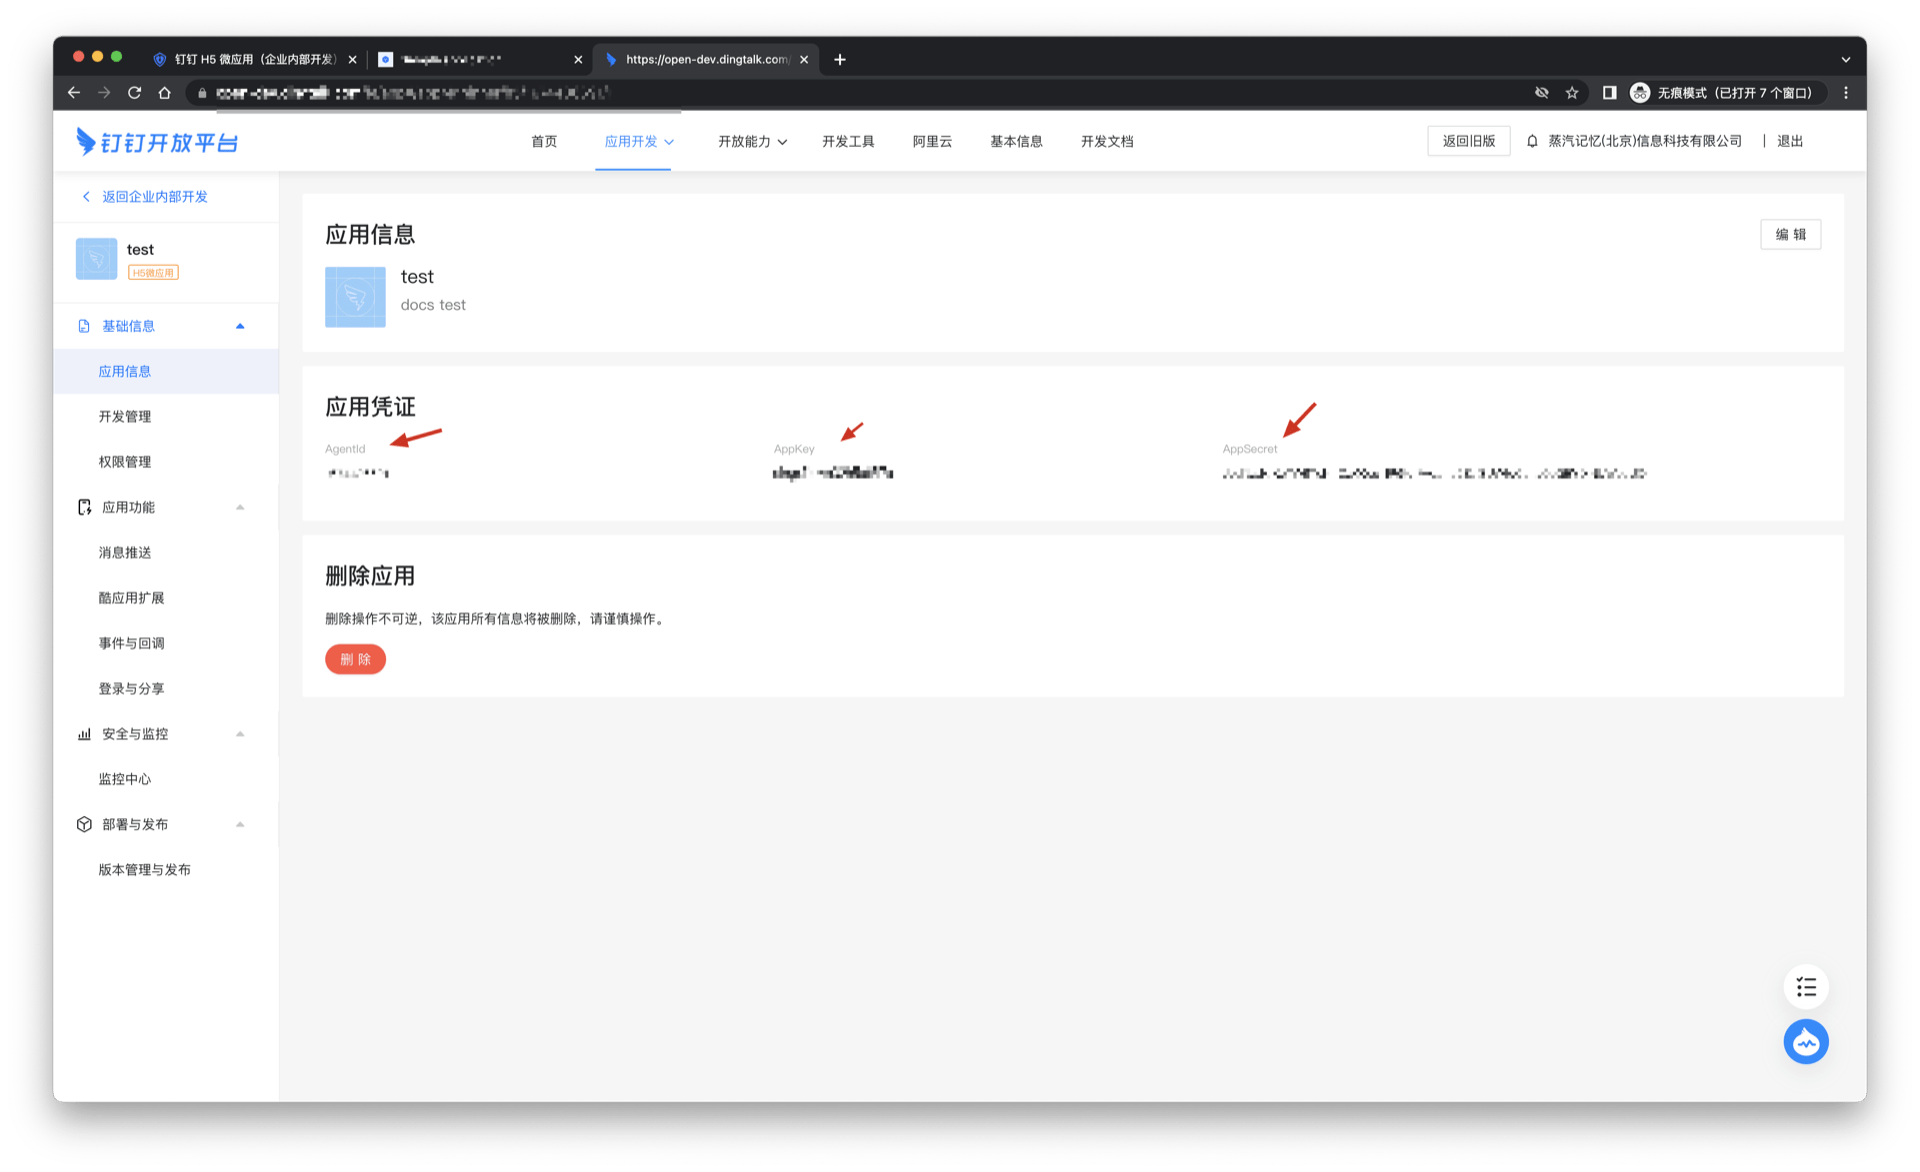 钉钉 H5 微应用（企业内部开发）
https://open-dev.dingtalk.com/
无痕模式（已打开 7 个窗口）
钉钉开放平台
首页
应用开发
开放能力
开发工具
阿里云
基本信息
开发文档
返回旧版
蒸汽记忆(北京)信息科技有限公司
退出
返回企业内部开发
test
H5微应用
基础信息
应用信息
开发管理
权限管理
应用功能
消息推送
酷应用扩展
事件与回调
登录与分享
安全与监控
监控中心
部署与发布
版本管理与发布
应用信息
编 辑
test
docs test
应用凭证
AgentId
AppKey
AppSecret
删除应用
删除操作不可逆，该应用所有信息将被删除，请谨慎操作。
删 除